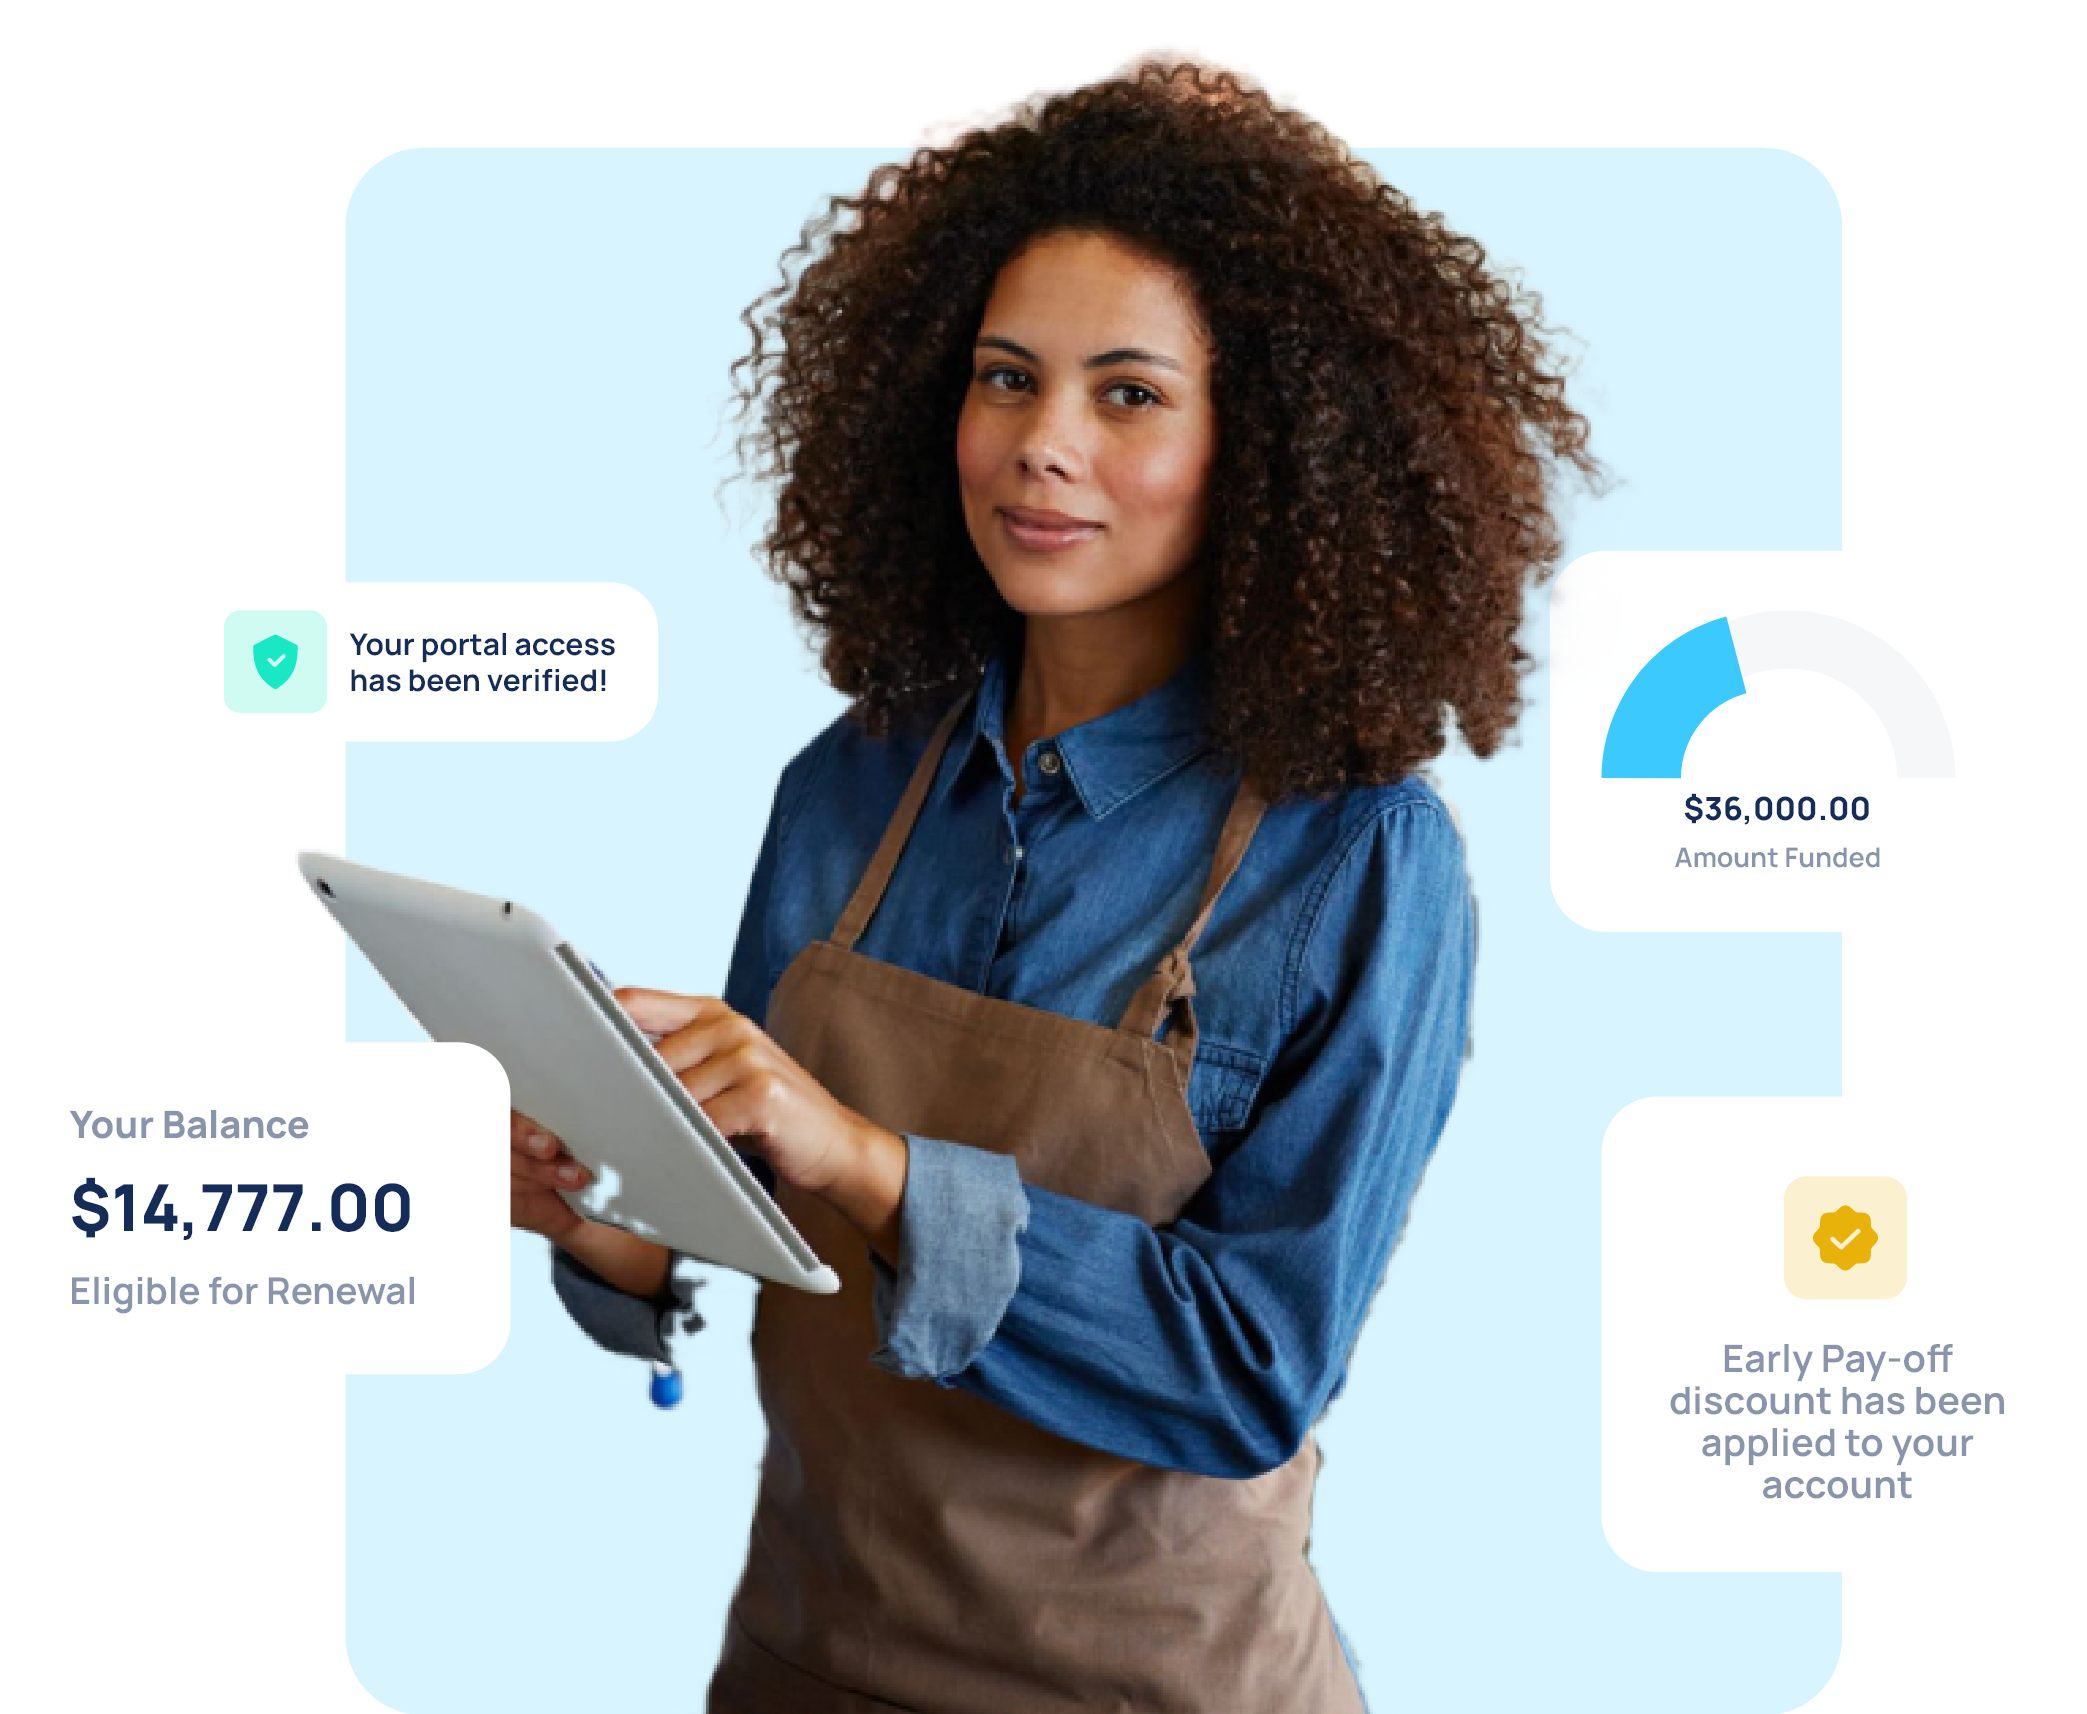 Your portal access
has been verified!
$36,000.00
Amount Funded
Your Balance
$14,777.00
Eligible for Renewal
Early Pay-off
discount has been
applied to your
account